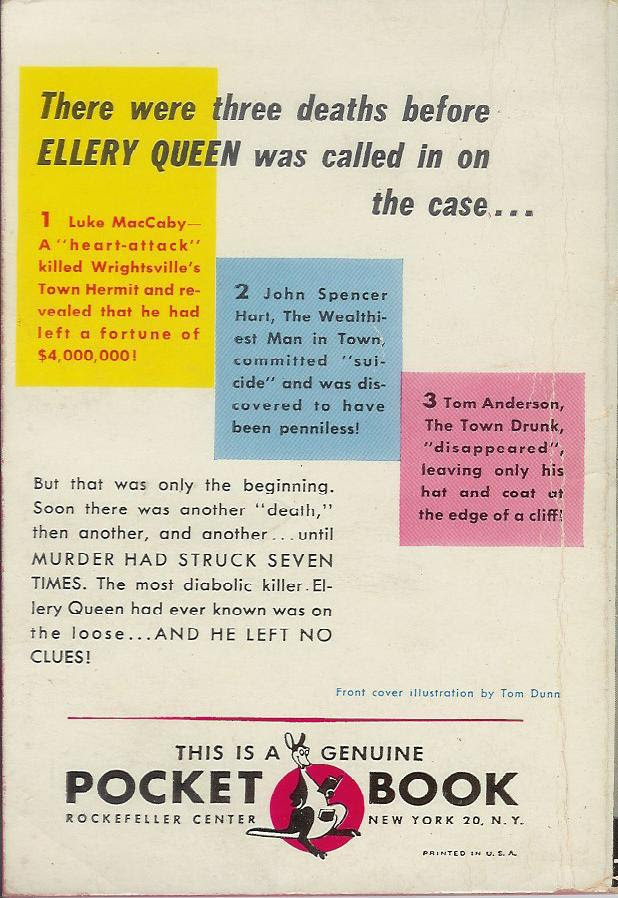 There were three deaths before
ELLERY QUEEN was called in on
the case...
1 Luke MacCaby—
A "heart-attack"
killed Wrightsville's
Town Hermit and re-
vealed that he had
left a fortune of
$4,000,000!
2 John Spencer
Hart, The Wealthi-
est Man in Town,
committed "sui-
cide" and was dis-
covered to have
been penniless!
3 Tom Anderson,
The Town Drunk,
"disappeared",
leaving only his
hat and coat at
the edge of a cliff!
But that was only the beginning.
Soon there was another "death,"
then another, and another...until
MURDER HAD STRUCK SEVEN
TIMES. The most diabolic killer El-
lery Queen had ever known was on
the loose...AND HE LEFT NO
CLUES!
Front cover illustration by Tom Dunn
THIS IS A GENUINE
POCKET BOOK
ROCKEFELLER CENTER NEW YORK 20, N.Y.
PRINTED IN U.S.A.